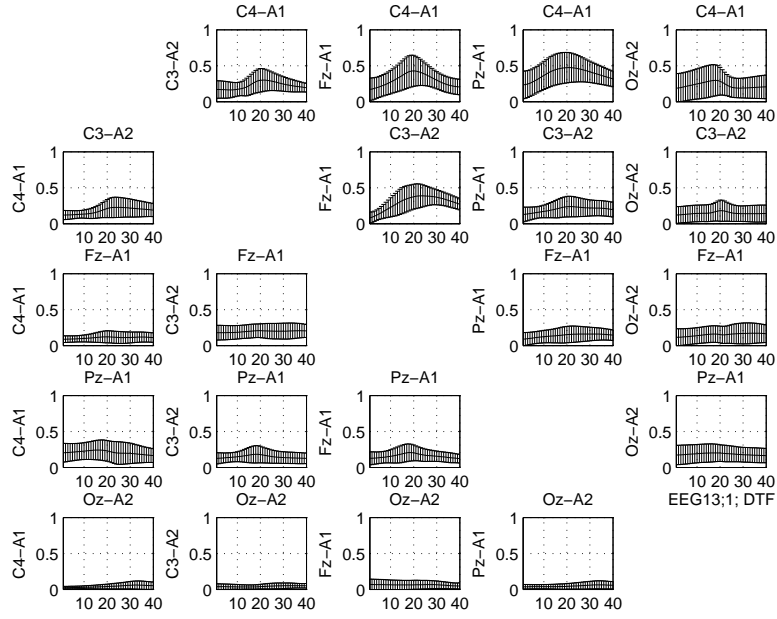 C4−A1 C4−A1 C4−A1 C4−A1
1 1 1 1
C3−A2 Fz−A1 Pz−A1 Oz−A2
0.5 0.5 0.5 0.5
0 0 0 0
10 20 30 40 10 20 30 40 10 20 30 40 10 20 30 40
C3−A2 C3−A2 C3−A2 C3−A2
1 1 1 1
C4−A1 Fz−A1 Pz−A1 Oz−A2
0.5 0.5 0.5 0.5
0 0 0 0
10 20 30 40 10 20 30 40 10 20 30 40 10 20 30 40
Fz−A1 Fz−A1 Fz−A1 Fz−A1
1 1 1 1
C4−A1 C3−A2 Pz−A1 Oz−A2
0.5 0.5 0.5 0.5
0 0 0 0
10 20 30 40 10 20 30 40 10 20 30 40 10 20 30 40
Pz−A1 Pz−A1 Pz−A1 Pz−A1
1 1 1 1
C4−A1 C3−A2 Fz−A1 Oz−A2
0.5 0.5 0.5 0.5
0 0 0 0
10 20 30 40 10 20 30 40 10 20 30 40 10 20 30 40
EEG13;1; DTF
Oz−A2 Oz−A2 Oz−A2 Oz−A2
1 1 1 1
C4−A1 C3−A2 Fz−A1 Pz−A1
0.5 0.5 0.5 0.5
0 0 0 0
10 20 30 40 10 20 30 40 10 20 30 40 10 20 30 40